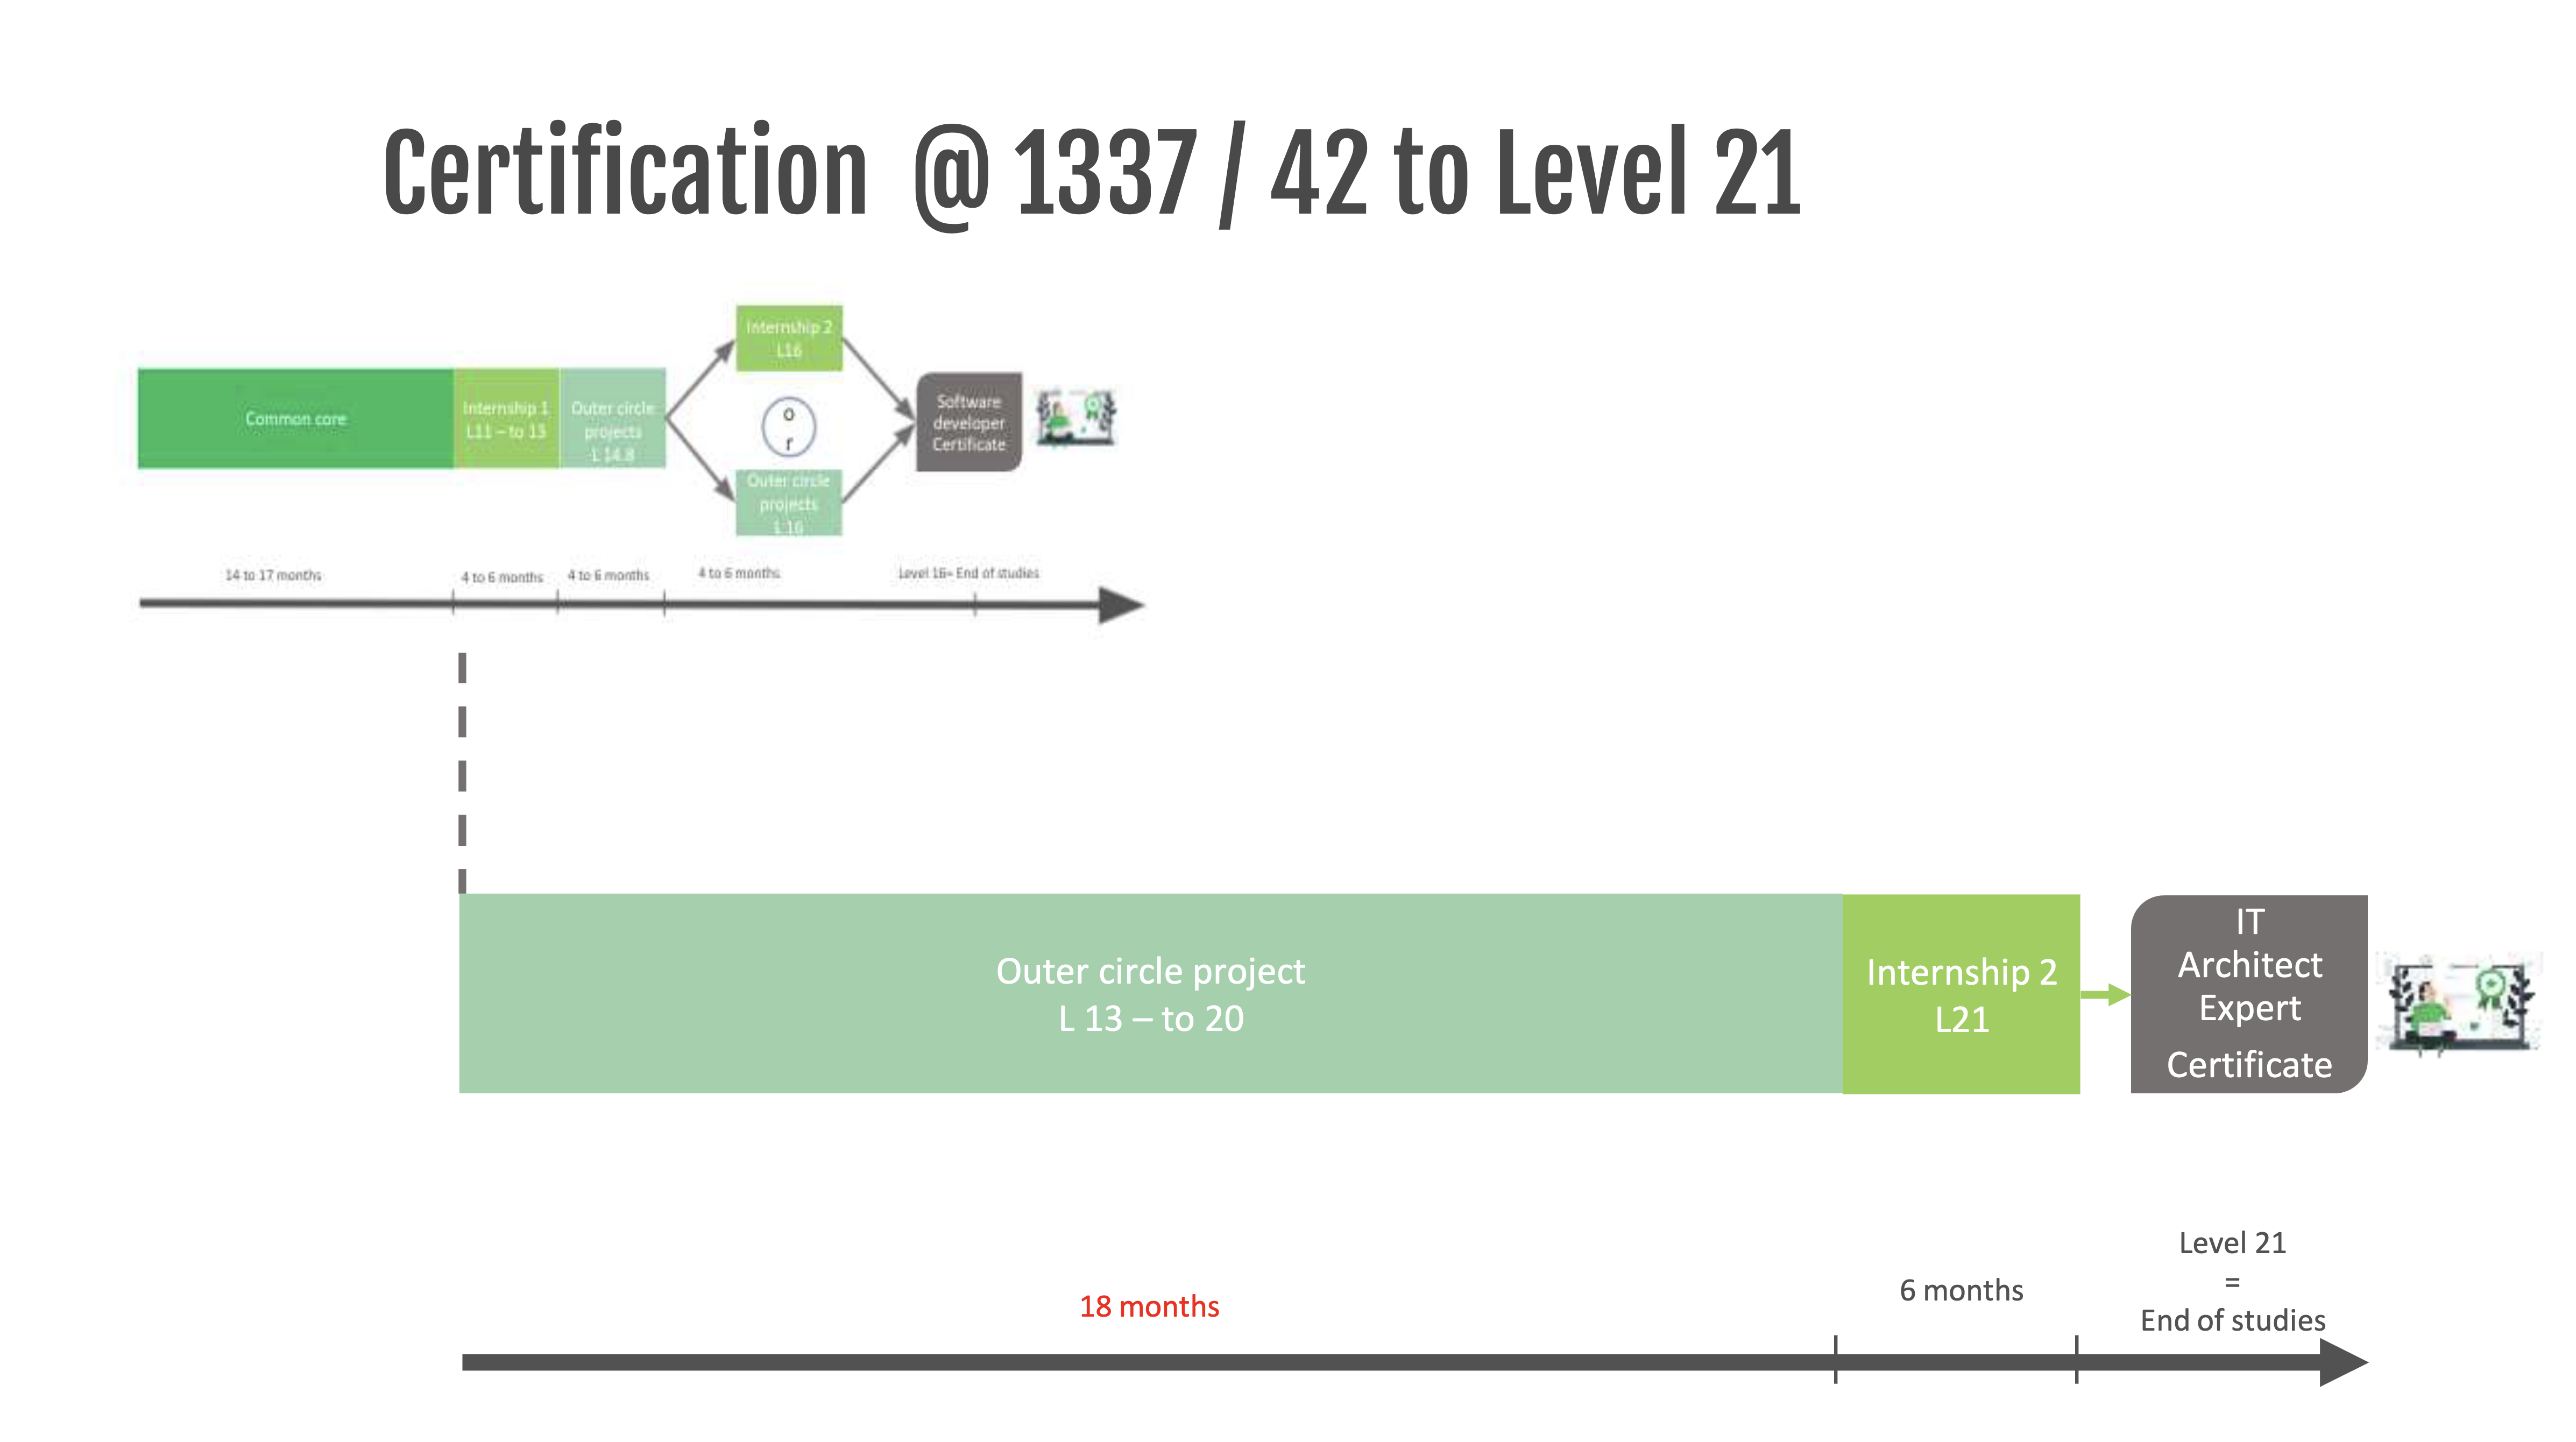 Certification @ 1337 / 42 to Level 21
Internship 2
L16
Common core
Internship 1
L11 – to 13
Outer circle
projects
L 14.8
o
r
Software
developer
Certificate
Outer circle
projects
L 16
14 to 17 months
4 to 6 months
4 to 6 months
4 to 6 months
Level 16= End of studies
Outer circle project
L 13 – to 20
Internship 2
L21
IT
Architect
Expert
Certificate
18 months
6 months
Level 21
=
End of studies